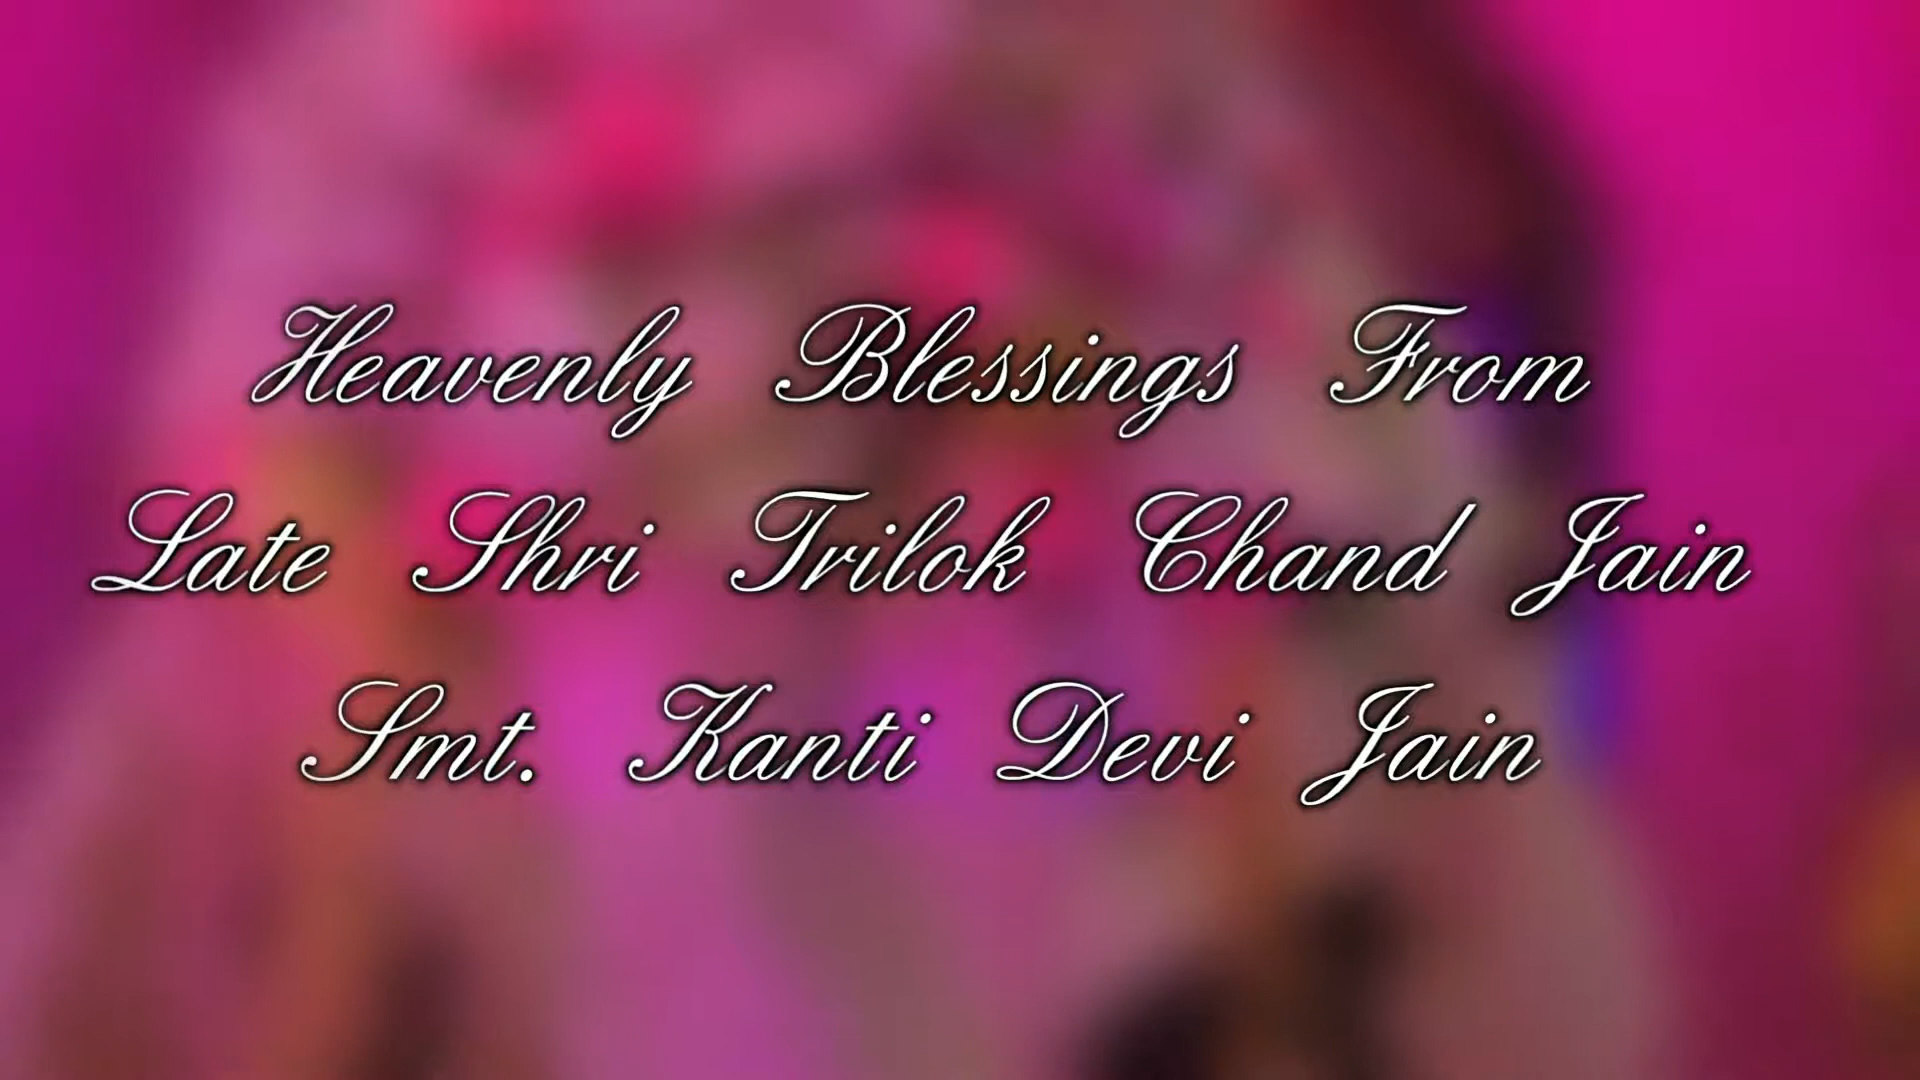 Heavenly Blessings From
Late Shri Trilok Chand Jain
Smt. Kanti Devi Jain